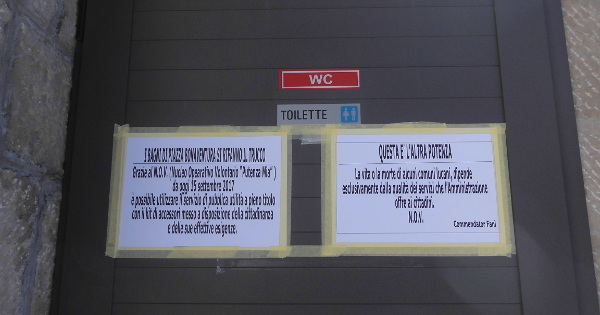 WC
TOILETTE
I BAGNI DI PIAZZA BONAVENTURA SI RIFANNO IL TRUCCO
Grazie al N.O.V. (Nucleo Operativo Volontario "Potenza Mia")
da oggi 15 settembre 2017
è possibile utilizzare il servizio di pubblica utilità a pieno titolo
con il kit di accessori messo a disposizione della cittadinanza
e delle sue effettive esigenze.
QUESTA È L'ALTRA POTENZA
La vita o la morte di alcuni comuni lucani, dipende
esclusivamente dalla qualità dei servizi che l'Amministrazione
offre ai cittadini.
N.O.V.
Commendator Farù